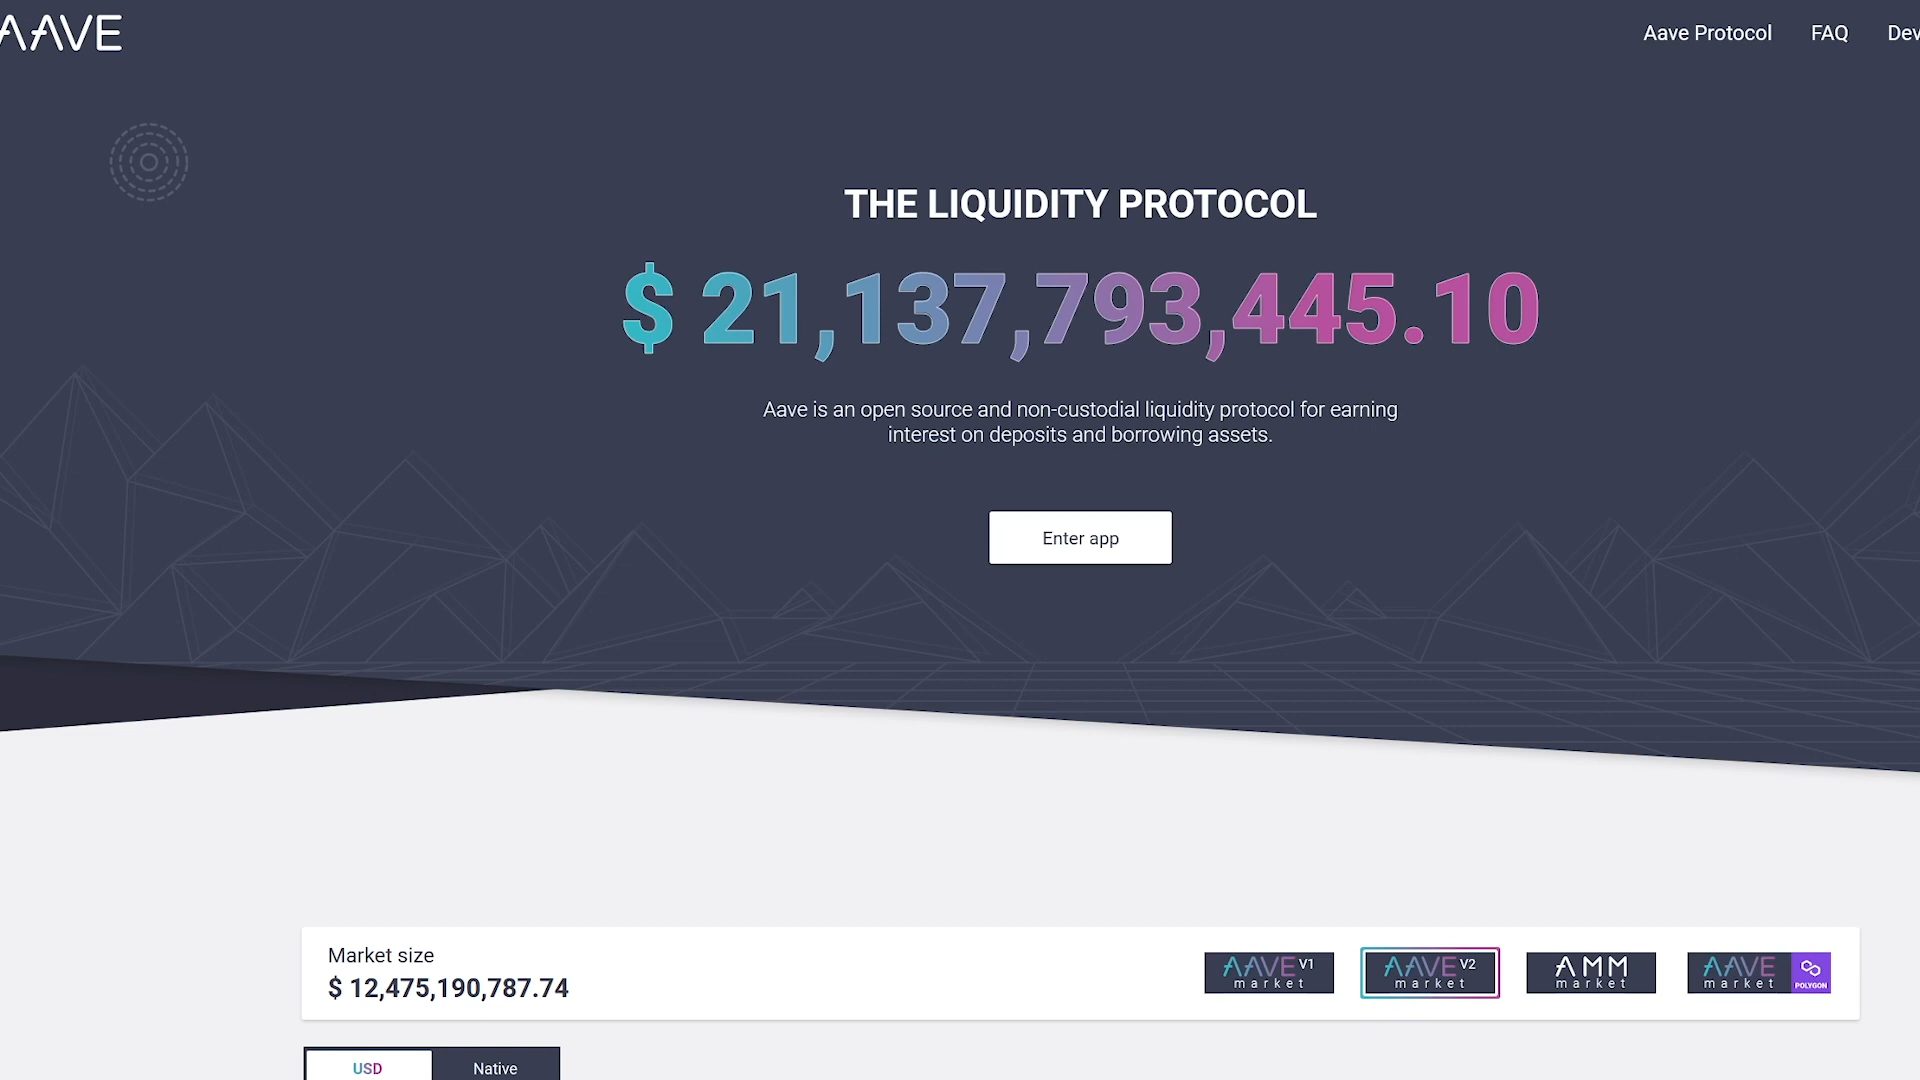 AAVE
Aave Protocol
FAQ
Dev
THE LIQUIDITY PROTOCOL
$ 21,137,793,445.10
Aave is an open source and non-custodial liquidity protocol for earning
interest on deposits and borrowing assets.
Enter app
Market size
$ 12,475,190,787.74
AAVE V1
market
AAVE V2
market
AMM
market
AAVE
market
POLYGON
USD
Native